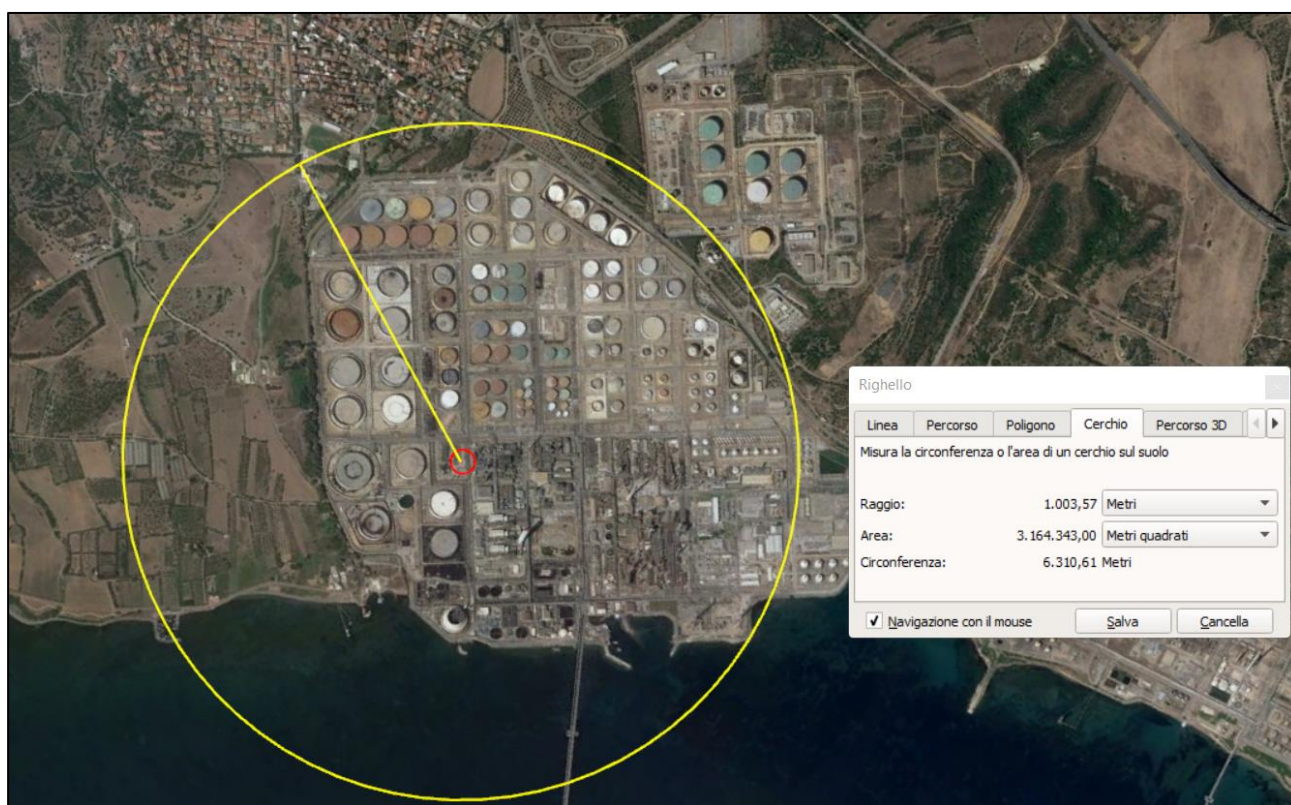 Righello
Linea Percorso Poligono Cerchio Percorso 3D
Misura la circonferenza o l'area di un cerchio sul suolo
Raggio: 1.003,57 Metri
Area: 3.164.343,00 Metri quadrati
Circonferenza: 6.310,61 Metri
Navigazione con il mouse Salva Cancella